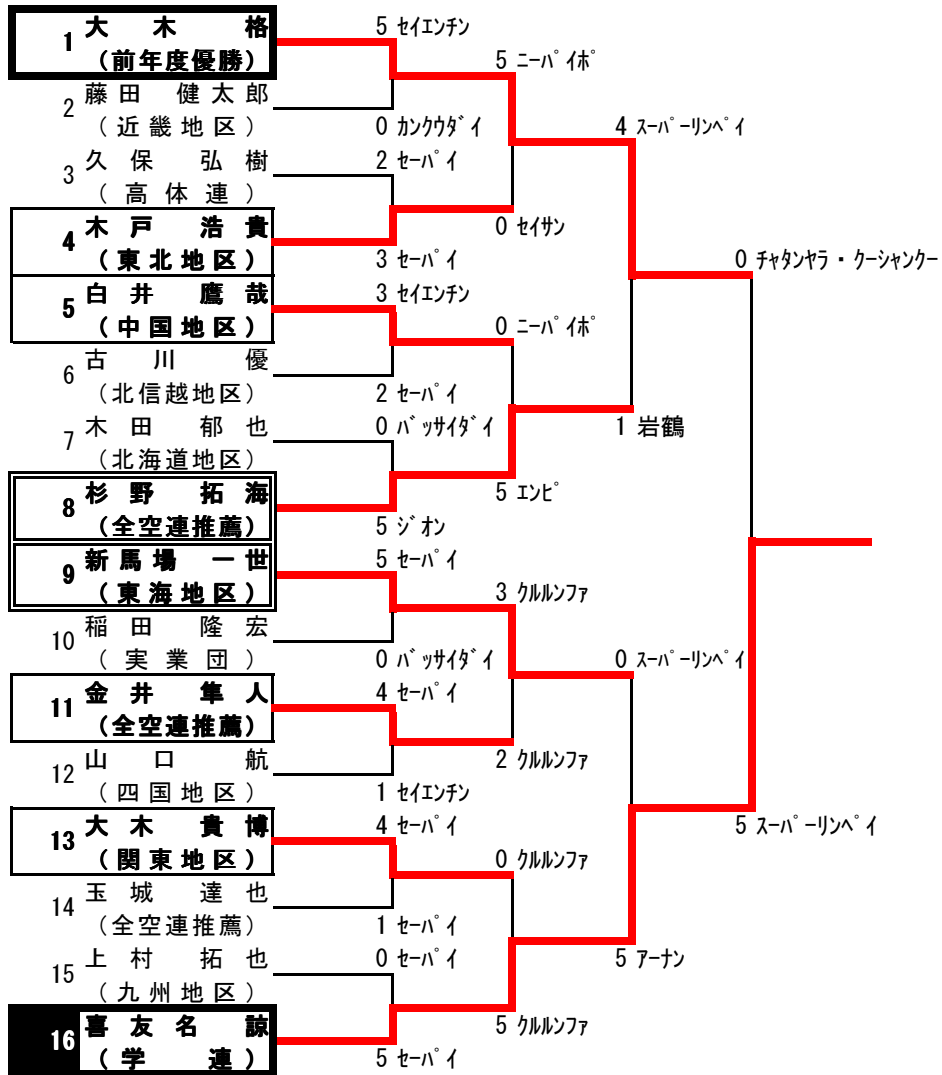 1 大木 格
(前年度優勝)
2 藤田 健太郎
(近畿地区)
3 久保 弘樹
(高体連)
4 木戸 浩貴
(東北地区)
5 白井 鷹哉
(中国地区)
6 古川 優
(北信越地区)
7 木田 郁也
(北海道地区)
8 杉野 拓海
(全空連推薦)
9 新馬場 一世
(東海地区)
10 稲田 隆宏
(実業団)
11 金井 隼人
(全空連推薦)
12 山口 航
(四国地区)
13 大木 貴博
(関東地区)
14 玉城 達也
(全空連推薦)
15 上村 拓也
(九州地区)
16 喜友名 諒
(学連)
5 ｾｲｴﾝﾁﾝ
0 ｶﾝｸｳﾀﾞｲ
2 ｾｰﾊﾟｲ
3 ｾｰﾊﾟｲ
3 ｾｲｴﾝﾁﾝ
2 ｾｰﾊﾟｲ
0 ﾊﾞｯｻｲﾀﾞｲ
5 ｼﾞｵﾝ
5 ｾｰﾊﾟｲ
0 ﾊﾞｯｻｲﾀﾞｲ
4 ｾｰﾊﾟｲ
1 ｾｲｴﾝﾁﾝ
4 ｾｰﾊﾟｲ
1 ｾｰﾊﾟｲ
0 ｾｰﾊﾟｲ
5 ｾｰﾊﾟｲ
5 ﾆｰﾊﾟｲﾎﾟ
0 ｾｲｻﾝ
0 ﾆｰﾊﾟｲﾎﾟ
5 ｴﾝﾋﾟ
3 ｸﾙﾙﾝﾌｧ
2 ｸﾙﾙﾝﾌｧ
0 ｸﾙﾙﾝﾌｧ
5 ｸﾙﾙﾝﾌｧ
4 ｽｰﾊﾟｰﾘﾝﾍﾟｲ
1 岩鶴
0 ｽｰﾊﾟｰﾘﾝﾍﾟｲ
5 ｱｰﾅﾝ
0 ﾁｬﾀﾝﾔﾗ・ｸｰｼｬﾝｸｰ
5 ｽｰﾊﾟｰﾘﾝﾍﾟｲ